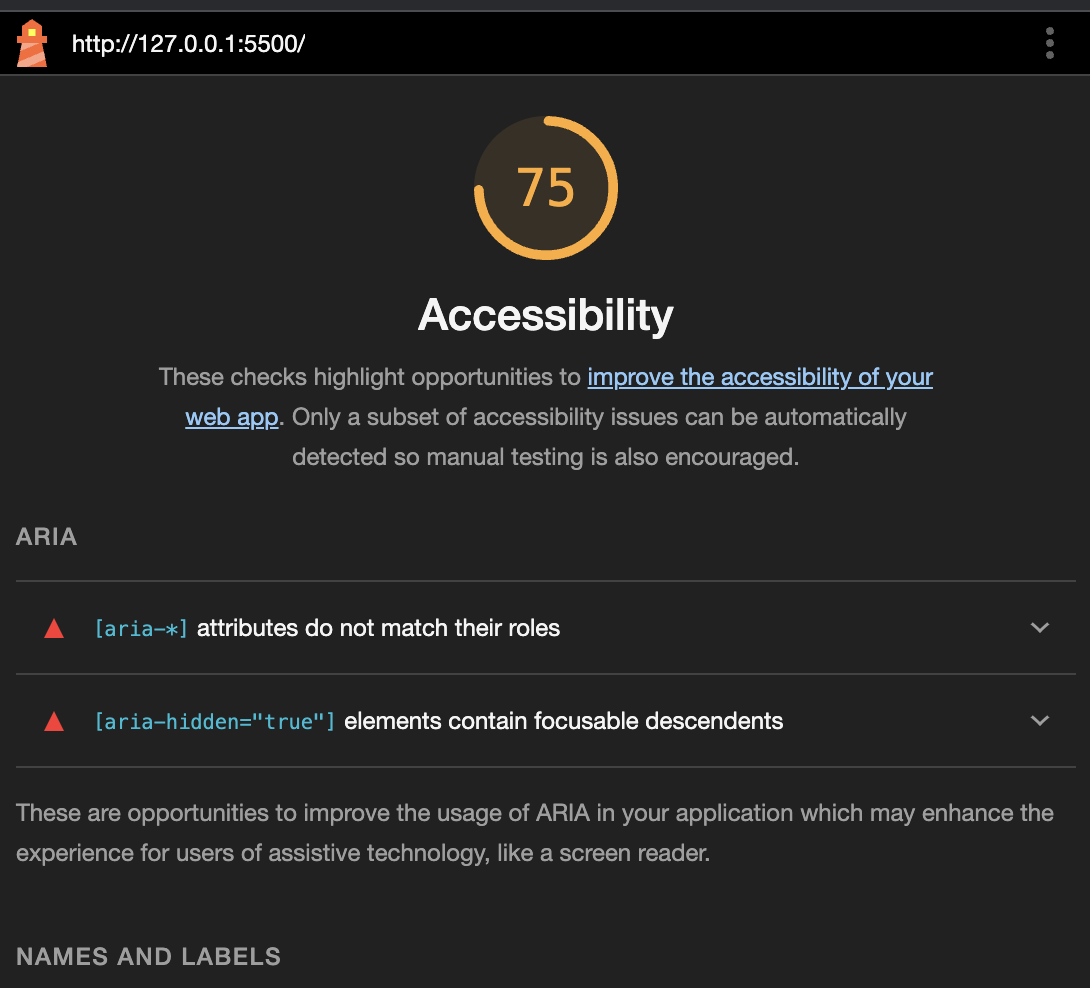 http://127.0.0.1:5500/
75
Accessibility
These checks highlight opportunities to improve the accessibility of your
web app. Only a subset of accessibility issues can be automatically
detected so manual testing is also encouraged.
ARIA
[aria-*] attributes do not match their roles
[aria-hidden="true"] elements contain focusable descendents
These are opportunities to improve the usage of ARIA in your application which may enhance the
experience for users of assistive technology, like a screen reader.
NAMES AND LABELS